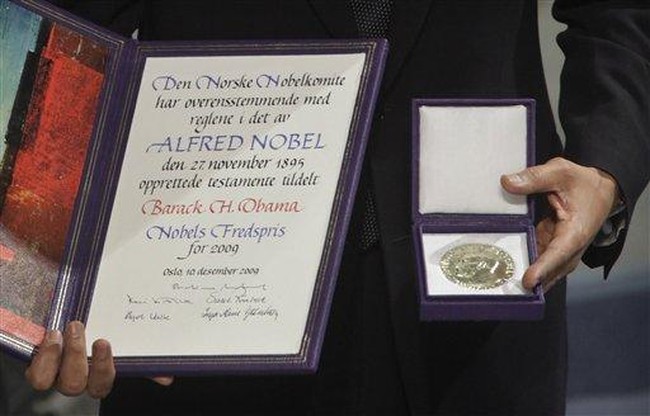 Den Norske Nobelkomite
har overensstemmende med
reglene i det av
ALFRED NOBEL
den 27 november 1895
opprettede testamente tildelt
Barack H. Obama
Nobels Fredspris
for 2009
Oslo, 10 desember 2009